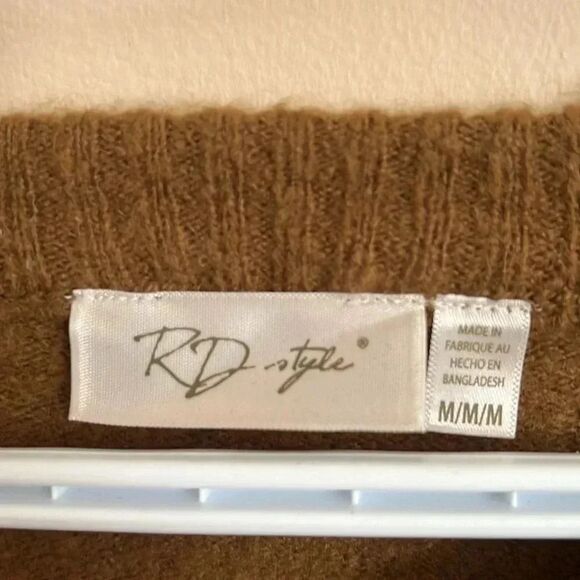 RD style®
MADE IN
FABRIQUE AU
HECHO EN
BANGLADESH
M/M/M